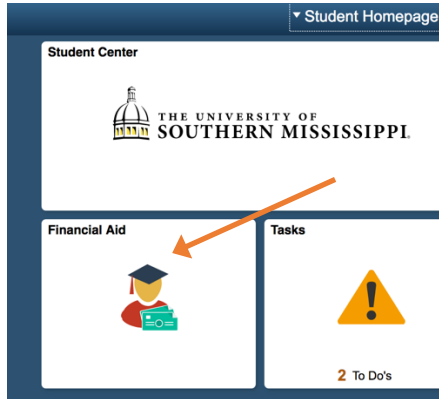 Student Homepage
Student Center
THE UNIVERSITY OF
SOUTHERN MISSISSIPPI.
Financial Aid
Tasks
2 To Do's